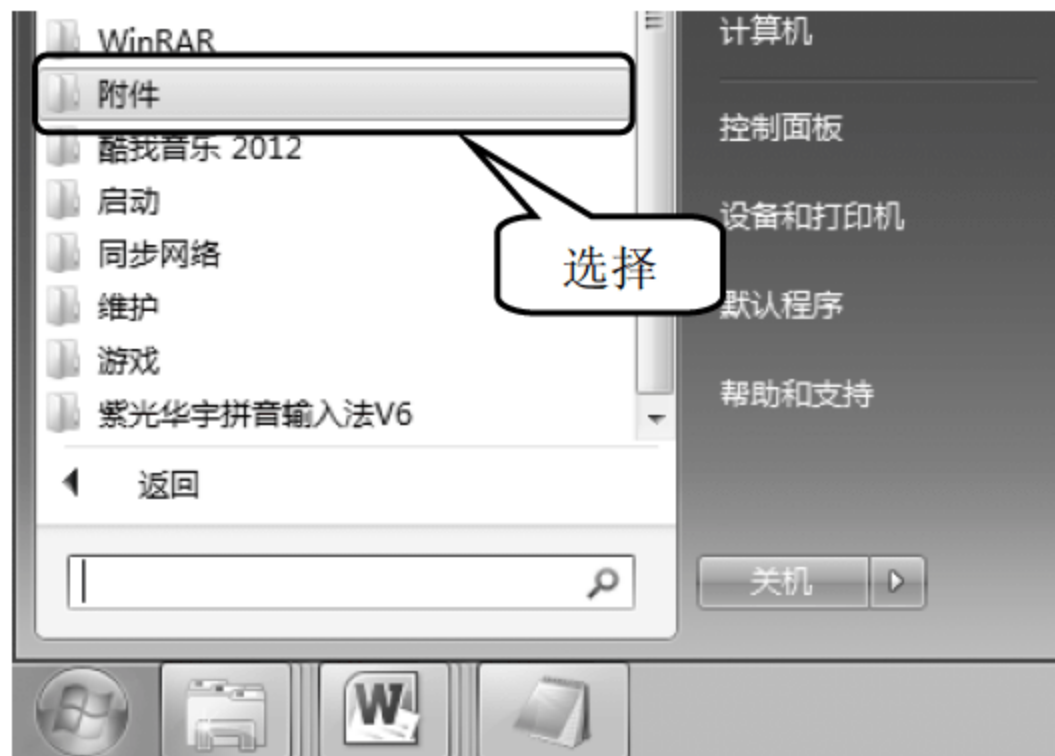 WinRAR
附件
酷我音乐 2012
启动
同步网络
维护
游戏
紫光华宇拼音输入法V6
返回
选择
计算机
控制面板
设备和打印机
默认程序
帮助和支持
关机
W